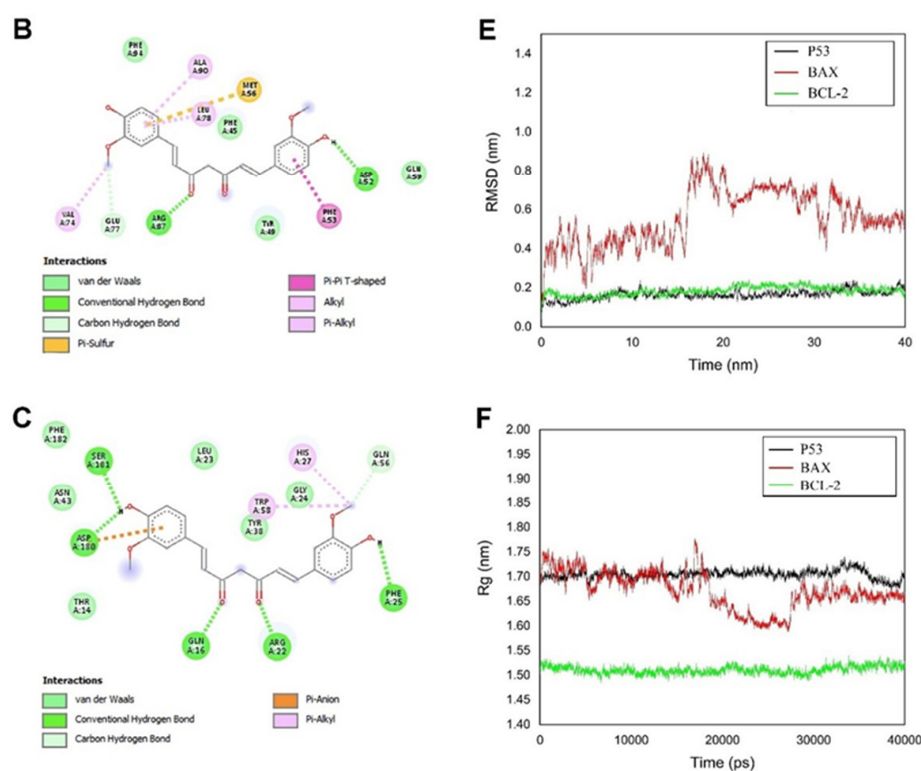 B
PHE
A:94
ALA
A:90
MET
A:56
LEU
A:78
PHE
A:45
H
ASP
A:52
GLN
A:59
VAL
A:74
GLU
A:77
ARG
A:87
TYR
A:49
PHE
A:53
Interactions
van der Waals
Conventional Hydrogen Bond
Carbon Hydrogen Bond
Pi-Sulfur
Pi-Pi T-shaped
Alkyl
Pi-Alkyl
E
P53
BAX
BCL-2
RMSD (nm)
1.4
1.2
1.0
0.8
0.6
0.4
0.2
0.0
0
10
20
30
40
Time (nm)
C
PHE
A:182
SER
A:181
LEU
A:23
HIS
A:27
GLN
A:56
ASN
A:43
H
TRP
A:58
GLY
A:24
TYR
A:38
ASP
A:180
H
THR
A:14
PHE
A:25
GLN
A:16
ARG
A:22
Interactions
van der Waals
Conventional Hydrogen Bond
Carbon Hydrogen Bond
Pi-Anion
Pi-Alkyl
F
P53
BAX
BCL-2
Rg (nm)
2.00
1.95
1.90
1.85
1.80
1.75
1.70
1.65
1.60
1.55
1.50
1.45
1.40
0
10000
20000
30000
40000
Time (ps)